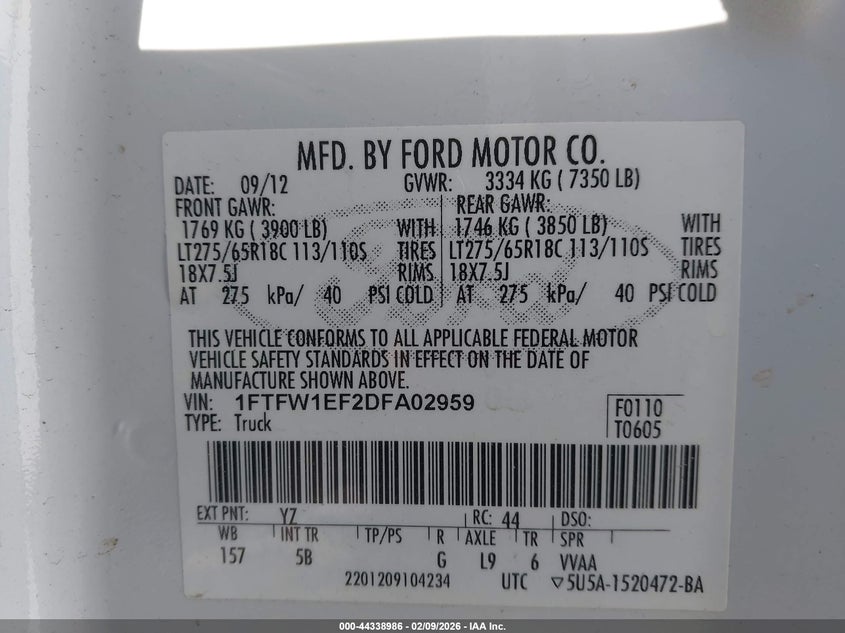 MFD. BY FORD MOTOR CO.
DATE: 09/12 GVWR: 3334 KG ( 7350 LB)
FRONT GAWR: REAR GAWR:
1769 KG ( 3900 LB) WITH 1746 KG ( 3850 LB) WITH
LT275/65R18C 113/110S TIRES LT275/65R18C 113/110S TIRES
18X7.5J RIMS 18X7.5J RIMS
AT 275 kPa/ 40 PSI COLD AT 275 kPa/ 40 PSI COLD
THIS VEHICLE CONFORMS TO ALL APPLICABLE FEDERAL MOTOR
VEHICLE SAFETY STANDARDS IN EFFECT ON THE DATE OF
MANUFACTURE SHOWN ABOVE.
VIN: 1FTFW1EF2DFA02959 F0110
TYPE: Truck T0605
EXT PNT: YZ RC: 44 DSO:
WB INT TR TP/PS R AXLE TR SPR
157 5B G L9 6 VVAA
2201209104234 UTC ▽5U5A-1520472-BA
000-44338986 - 02/09/2026 - IAA Inc.